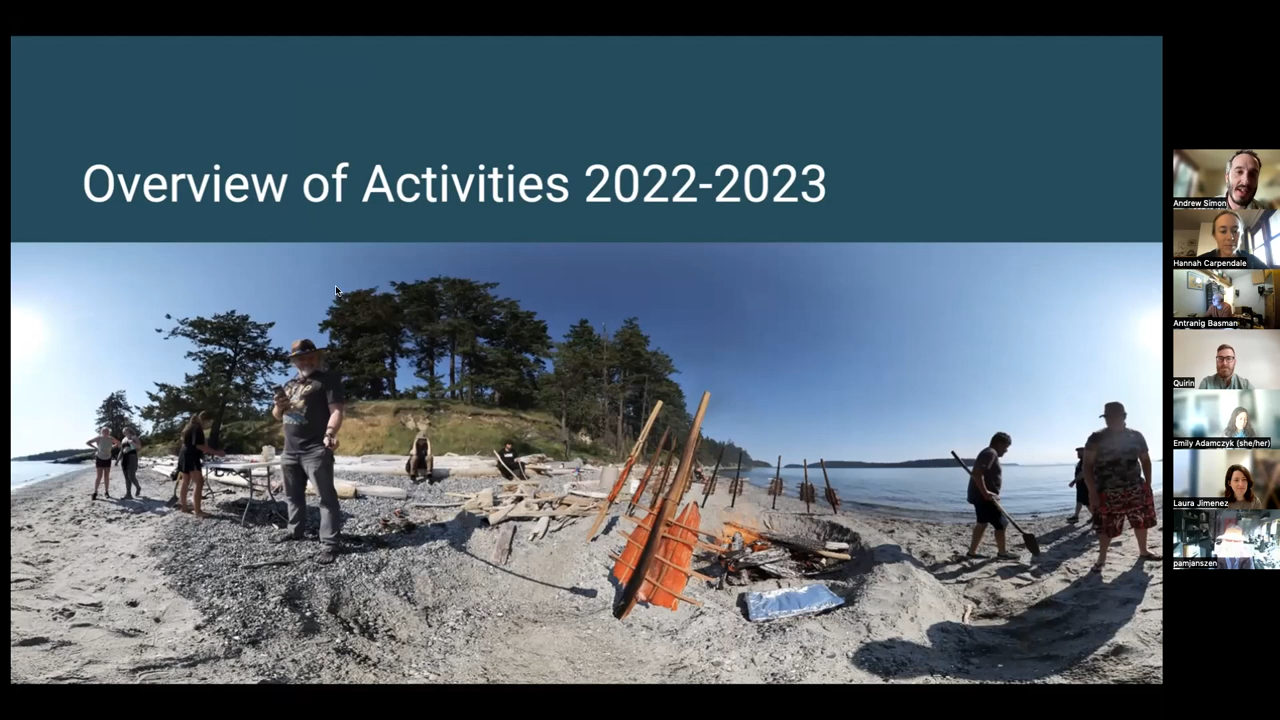 Overview of Activities 2022-2023
Andrew Simon
Hannah Carpendale
Antranig Basman
Quirin
Emily Adamczyk (she/her)
Laura Jimenez
pamjanszen